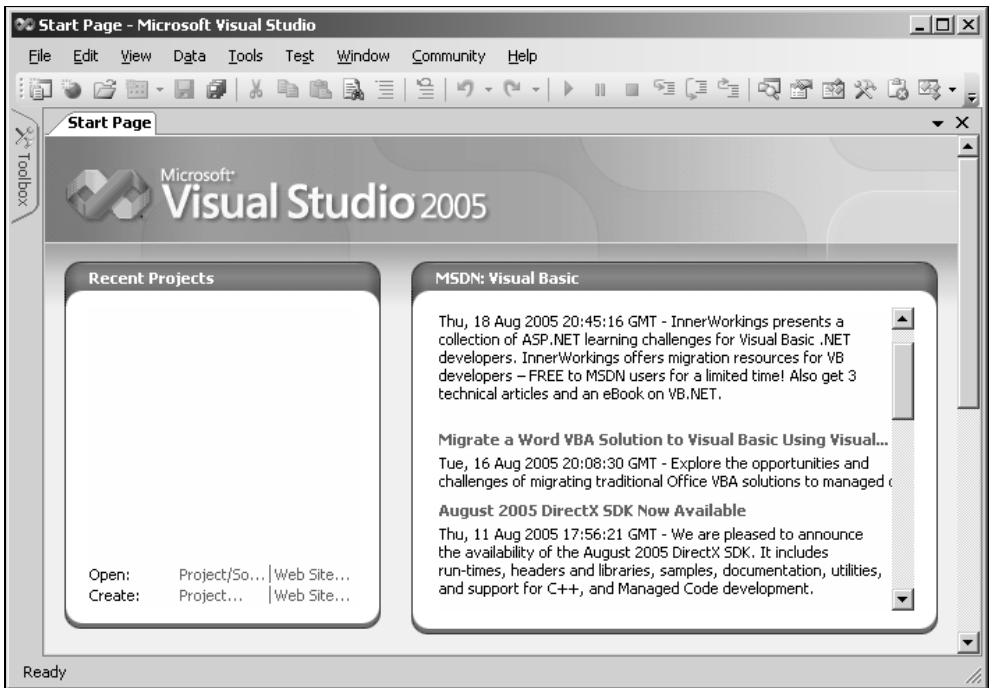 Start Page - Microsoft Visual Studio
File Edit View Data Tools Test Window Community Help
Start Page
Toolbox
Microsoft
Visual Studio 2005
Recent Projects
MSDN: Visual Basic
Thu, 18 Aug 2005 20:45:16 GMT - InnerWorkings presents a
collection of ASP.NET learning challenges for Visual Basic .NET
developers. InnerWorkings offers migration resources for VB
developers – FREE to MSDN users for a limited time! Also get 3
technical articles and an eBook on VB.NET.
Migrate a Word VBA Solution to Visual Basic Using Visual...
Tue, 16 Aug 2005 20:08:30 GMT - Explore the opportunities and
challenges of migrating traditional Office VBA solutions to managed
August 2005 DirectX SDK Now Available
Thu, 11 Aug 2005 17:56:21 GMT - We are pleased to announce
the availability of the August 2005 DirectX SDK. It includes
run-times, headers and libraries, samples, documentation, utilities,
and support for C++, and Managed Code development.
Open: Project/So... Web Site...
Create: Project... Web Site...
Ready